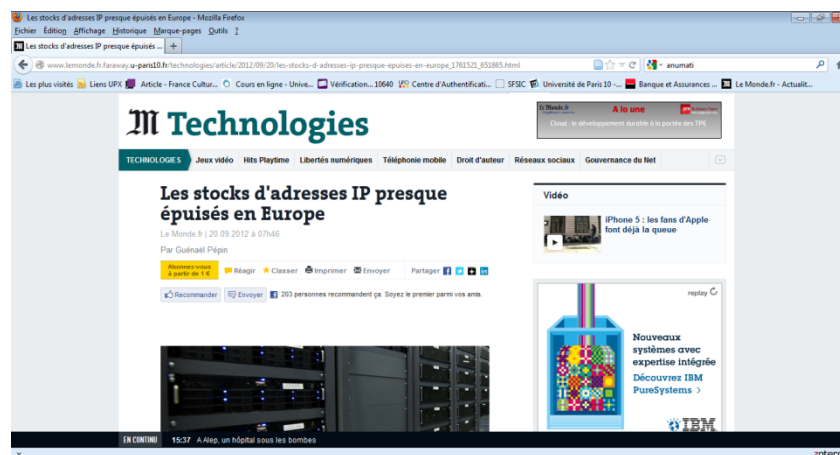 Les stocks d'adresses IP presque épuisés en Europe - Mozilla Firefox
Fichier Édition Affichage Historique Marque-pages Outils ?
Les stocks d'adresses IP presque épuisés ... +
www.lemonde.fr.faraway.u-paris10.fr/technologies/article/2012/09/20/les-stocks-d-adresses-ip-presque-epuises-en-europe_1761521_651865.html anumati
Les plus visités Liens UPX Article - France Cultur... Cours en ligne - Unive... Vérification... 10640 Centre d'Authentificati... SFSIC Université de Paris 10 -... Banque et Assurances ... Le Monde.fr - Actualit...
M Technologies
Le Monde.fr A la une
Cloud : le développement durable à la portée des TPE
TECHNOLOGIES Jeux vidéo Hits Playtime Libertés numériques Téléphonie mobile Droit d'auteur Réseaux sociaux Gouvernance du Net
Les stocks d'adresses IP presque
épuisés en Europe
Le Monde.fr | 20.09.2012 à 07h46
Par Guénaël Pépin
Abonnez-vous
à partir de 1 €
Réagir Classer Imprimer Envoyer Partager
Recommander Envoyer 203 personnes recommandent ça. Soyez le premier parmi vos amis.
Vidéo
iPhone 5 : les fans d'Apple
font déjà la queue
replay
Nouveaux
systèmes avec
expertise intégrée
Découvrez IBM
PureSystems >
IBM
EN CONTINU 15:37 A Alep, un hôpital sous les bombes
x zotero